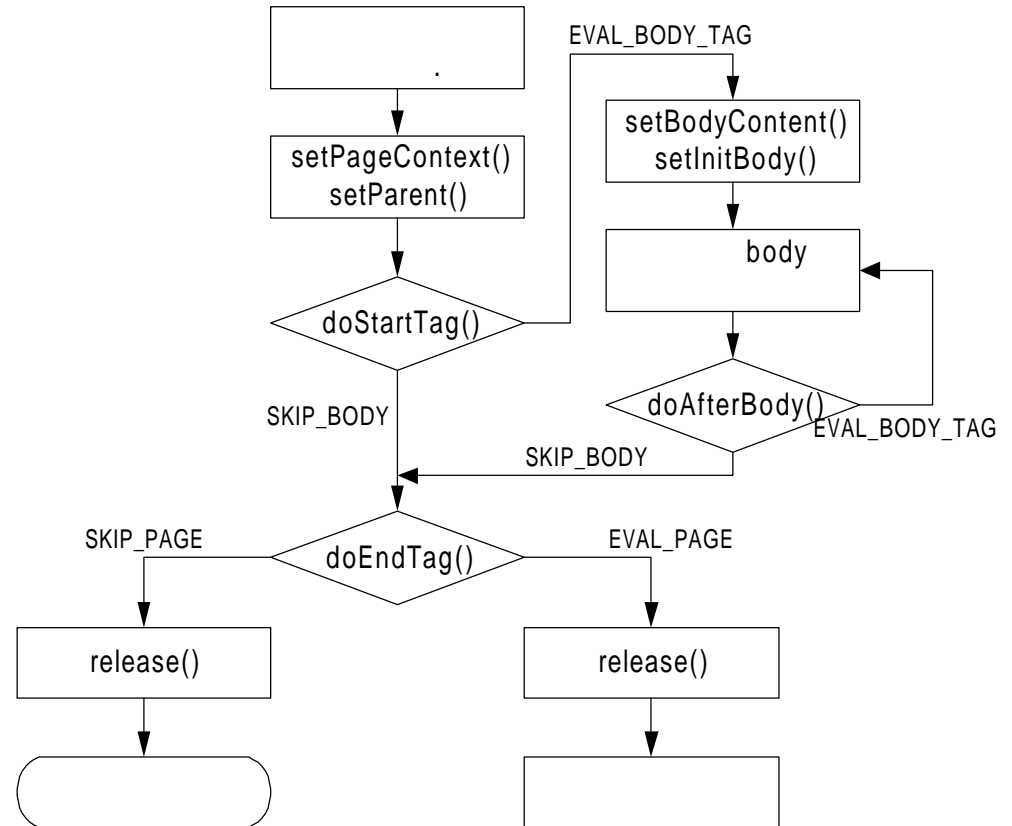 .
EVAL_BODY_TAG
setPageContext()
setParent()
setBodyContent()
setInitBody()
body
doStartTag()
doAfterBody()
EVAL_BODY_TAG
SKIP_BODY
SKIP_BODY
doEndTag()
SKIP_PAGE
EVAL_PAGE
release()
release()